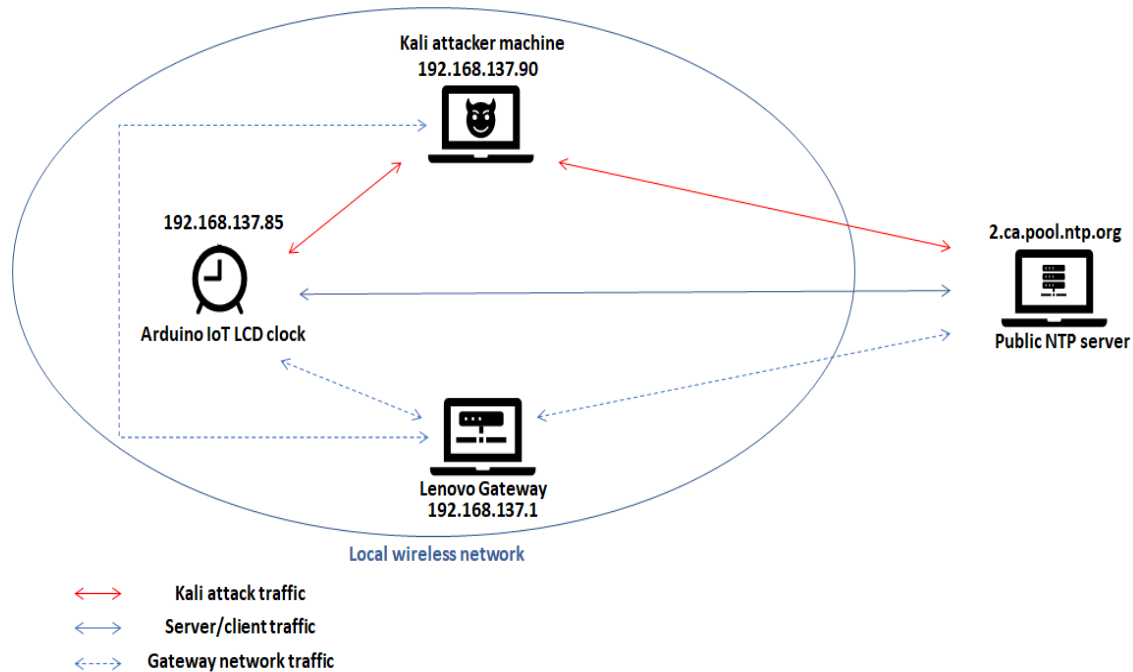 Kali attacker machine
192.168.137.90
192.168.137.85
Arduino IoT LCD clock
2.ca.pool.ntp.org
Public NTP server
Lenovo Gateway
192.168.137.1
Local wireless network
Kali attack traffic
Server/client traffic
Gateway network traffic